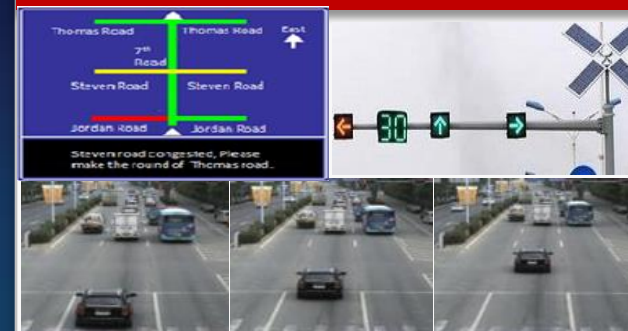 Thomas Road Thomas Road East
7th
Road
Steven Road Steven Road
Jordan Road Jordan Road
Steven road congested, Please
make the round of Thomas road..
30